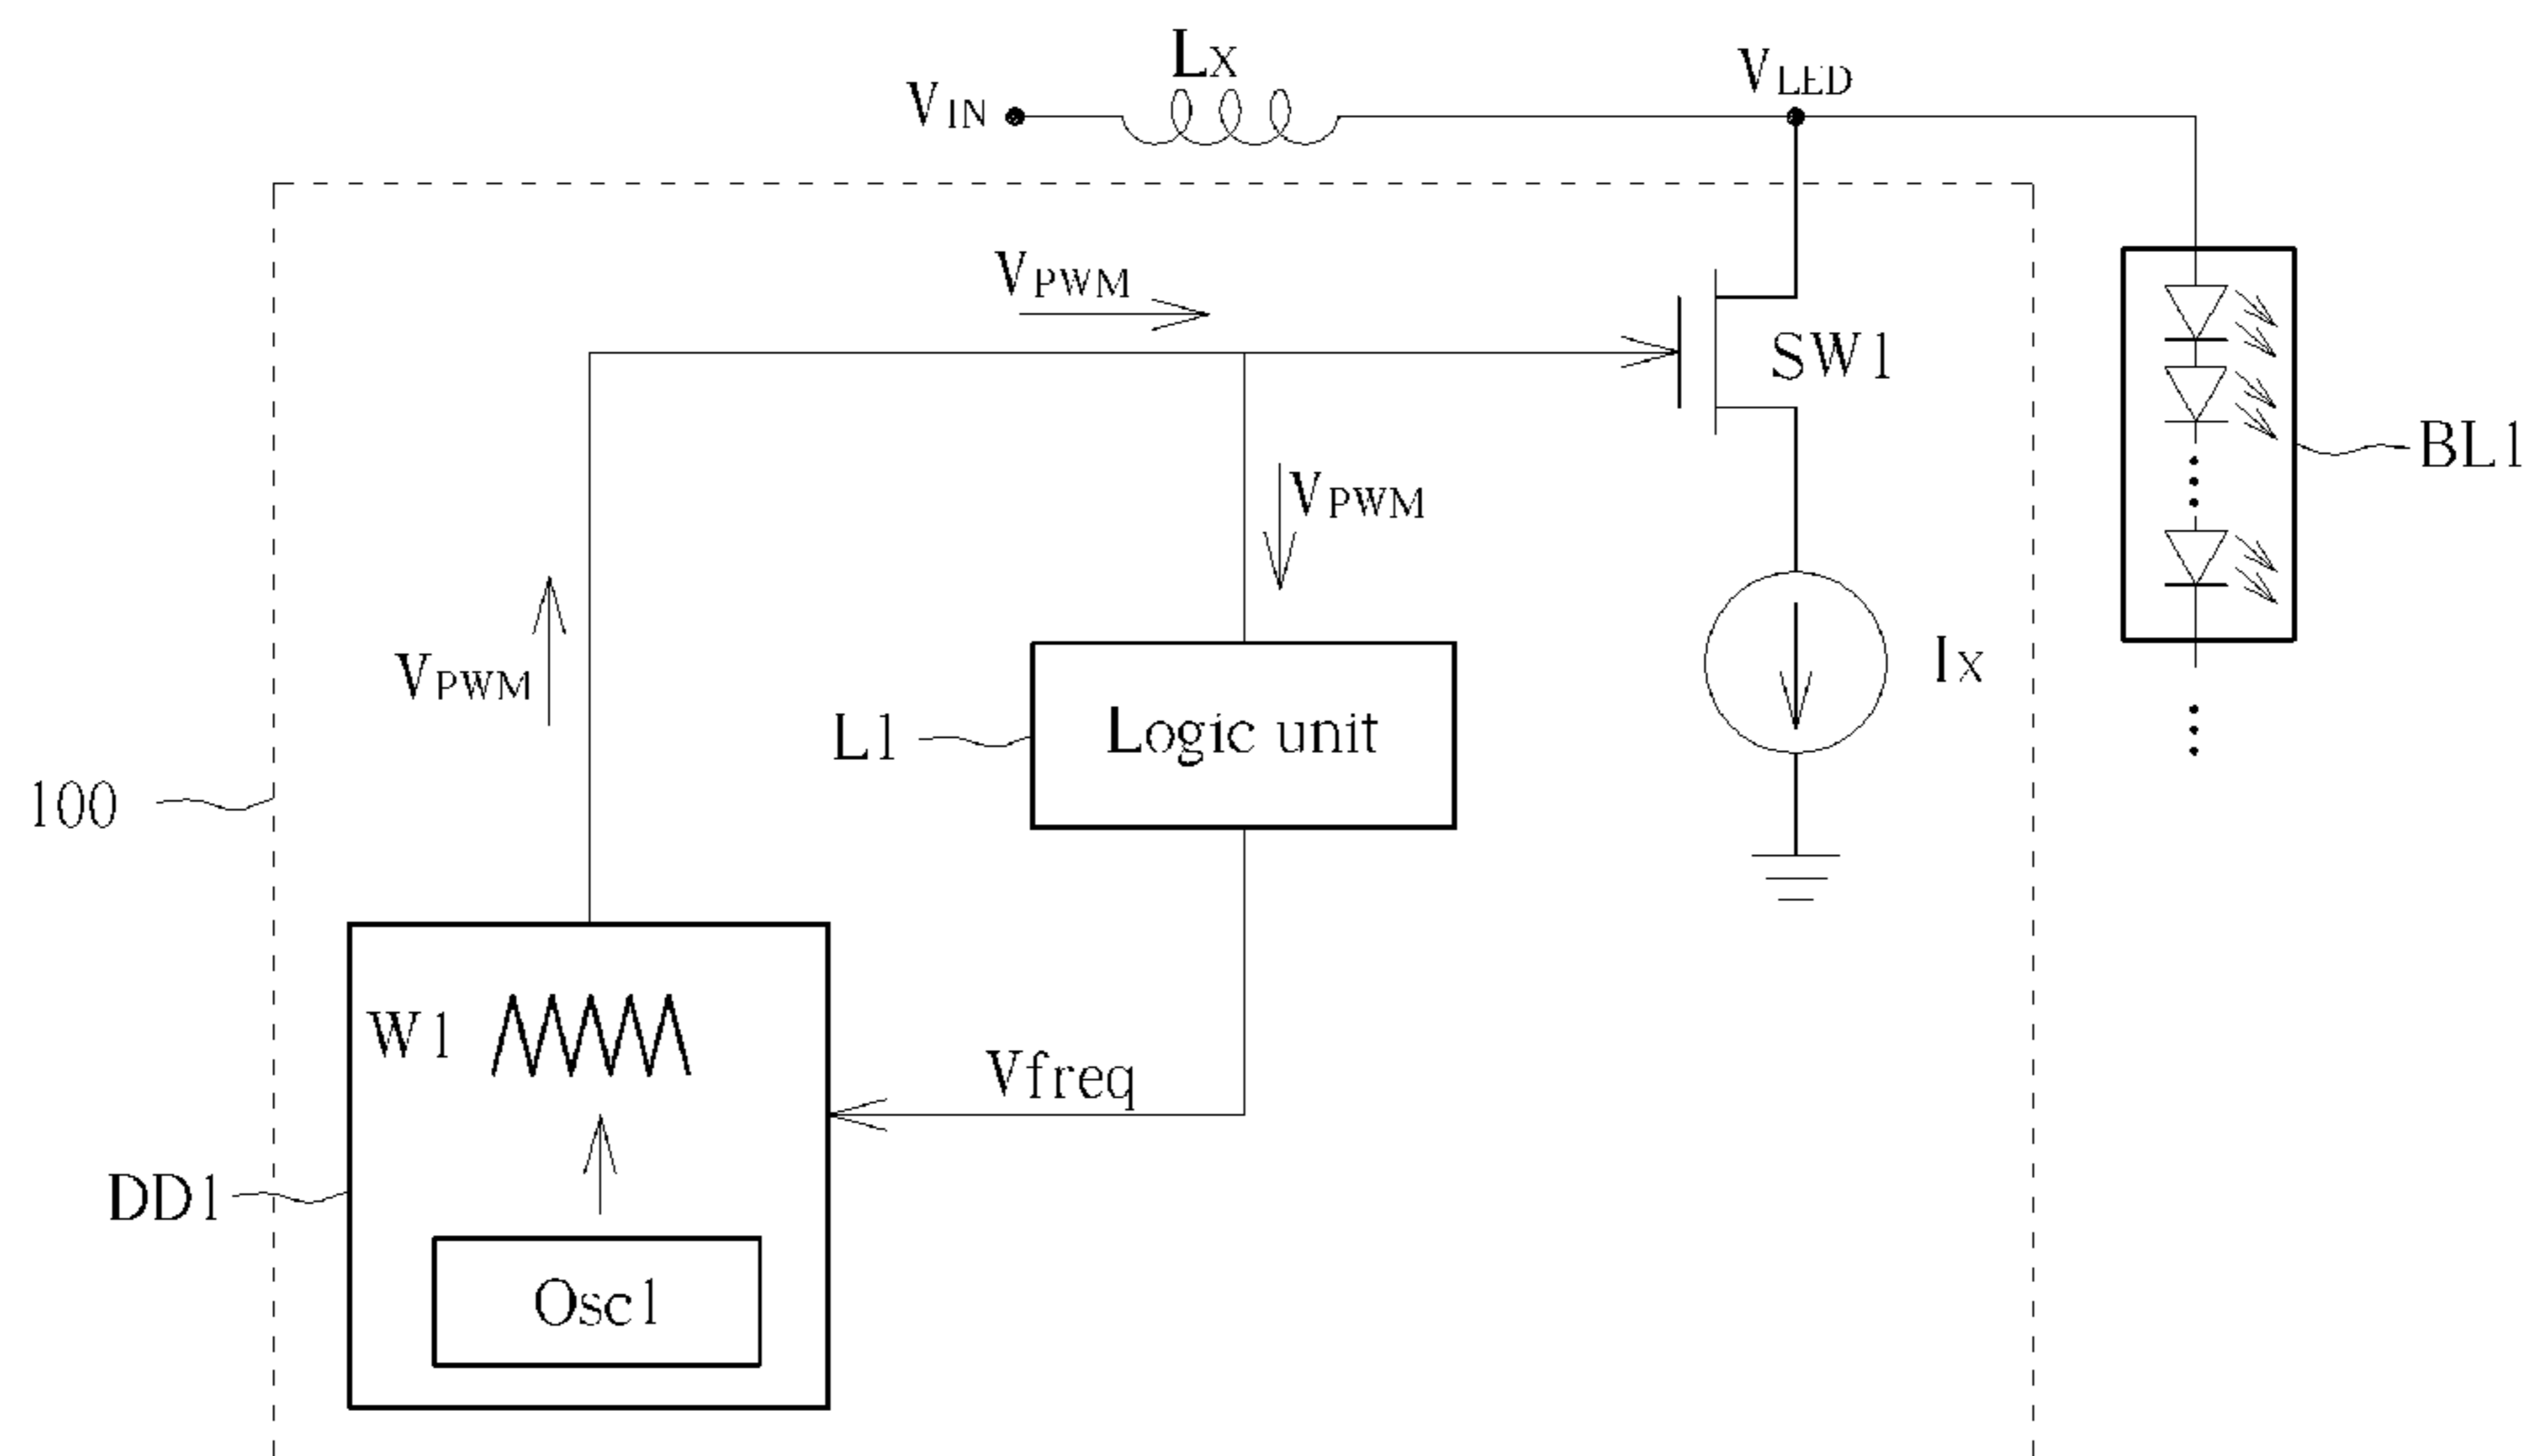 LX
VIN
VLED
VPWM
SW1
BL1
VPWM
VPWM
IX
L1
Logic unit
100
W1
Vfreq
DD1
Osc1